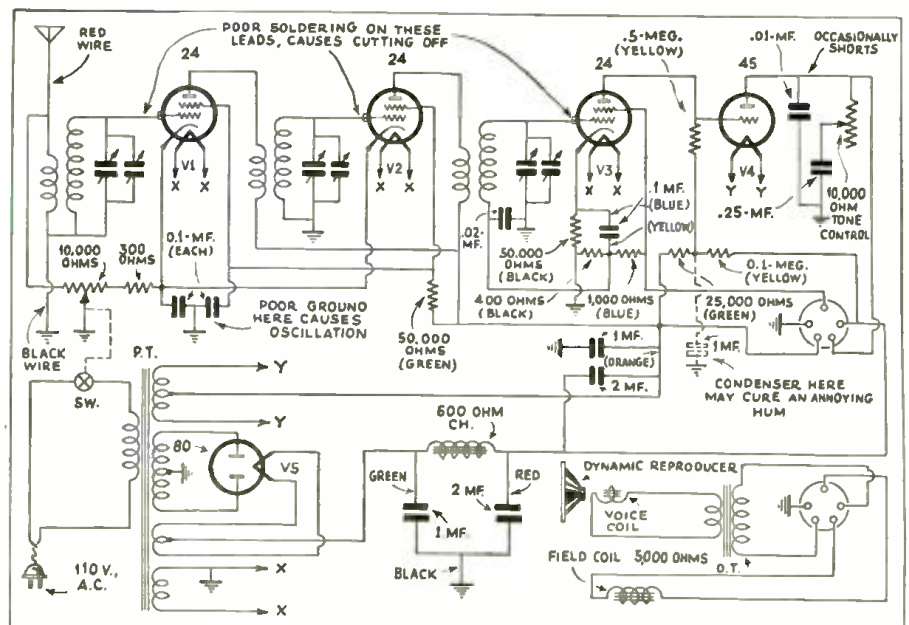 RED
WIRE
POOR SOLDERING ON THESE
LEADS, CAUSES CUTTING OFF
24
24
24
.5-MEG.
(YELLOW)
45
.01-MF.
OCCASIONALLY
SHORTS
V1
X X
V2
X X
V3
X X
V4
Y Y
.1 MF.
(BLUE)
(YELLOW)
.25-MF.
10,000
OHM
TONE
CONTROL
.02-
MF.
10,000
OHMS
300
OHMS
0.1-MF.
(EACH)
50,000
OHMS
(BLACK)
400 OHMS
(BLACK)
1,000 OHMS
(BLUE)
0.1-MEG.
(YELLOW)
25,000 OHMS
(GREEN)
POOR GROUND
HERE CAUSES
OSCILLATION
50,000
OHMS
(GREEN)
BLACK
WIRE
P.T.
SW.
Y
Y
1 MF.
(ORANGE)
2 MF.
1 MF.
CONDENSER HERE
MAY CURE AN ANNOYING
HUM
80
V5
600 OHM
CH.
GREEN
RED
2 MF.
1 MF.
BLACK
DYNAMIC REPRODUCER
VOICE
COIL
FIELD COIL 5,000 OHMS
O.T.
110 V.,
A.C.
X
X